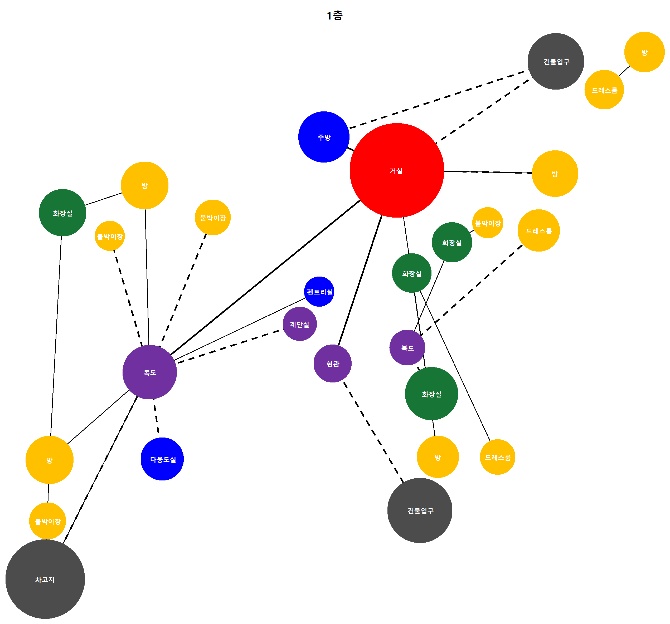 1층
건물입구
방
드레스룸
주방
거실
방
방
화장실
붙박이장
붙박이장
붙박이장
드레스룸
화장실
화장실
팬트리실
계단실
복도
현관
복도
화장실
방
다용도실
방
드레스룸
건물입구
붙박이장
차고지